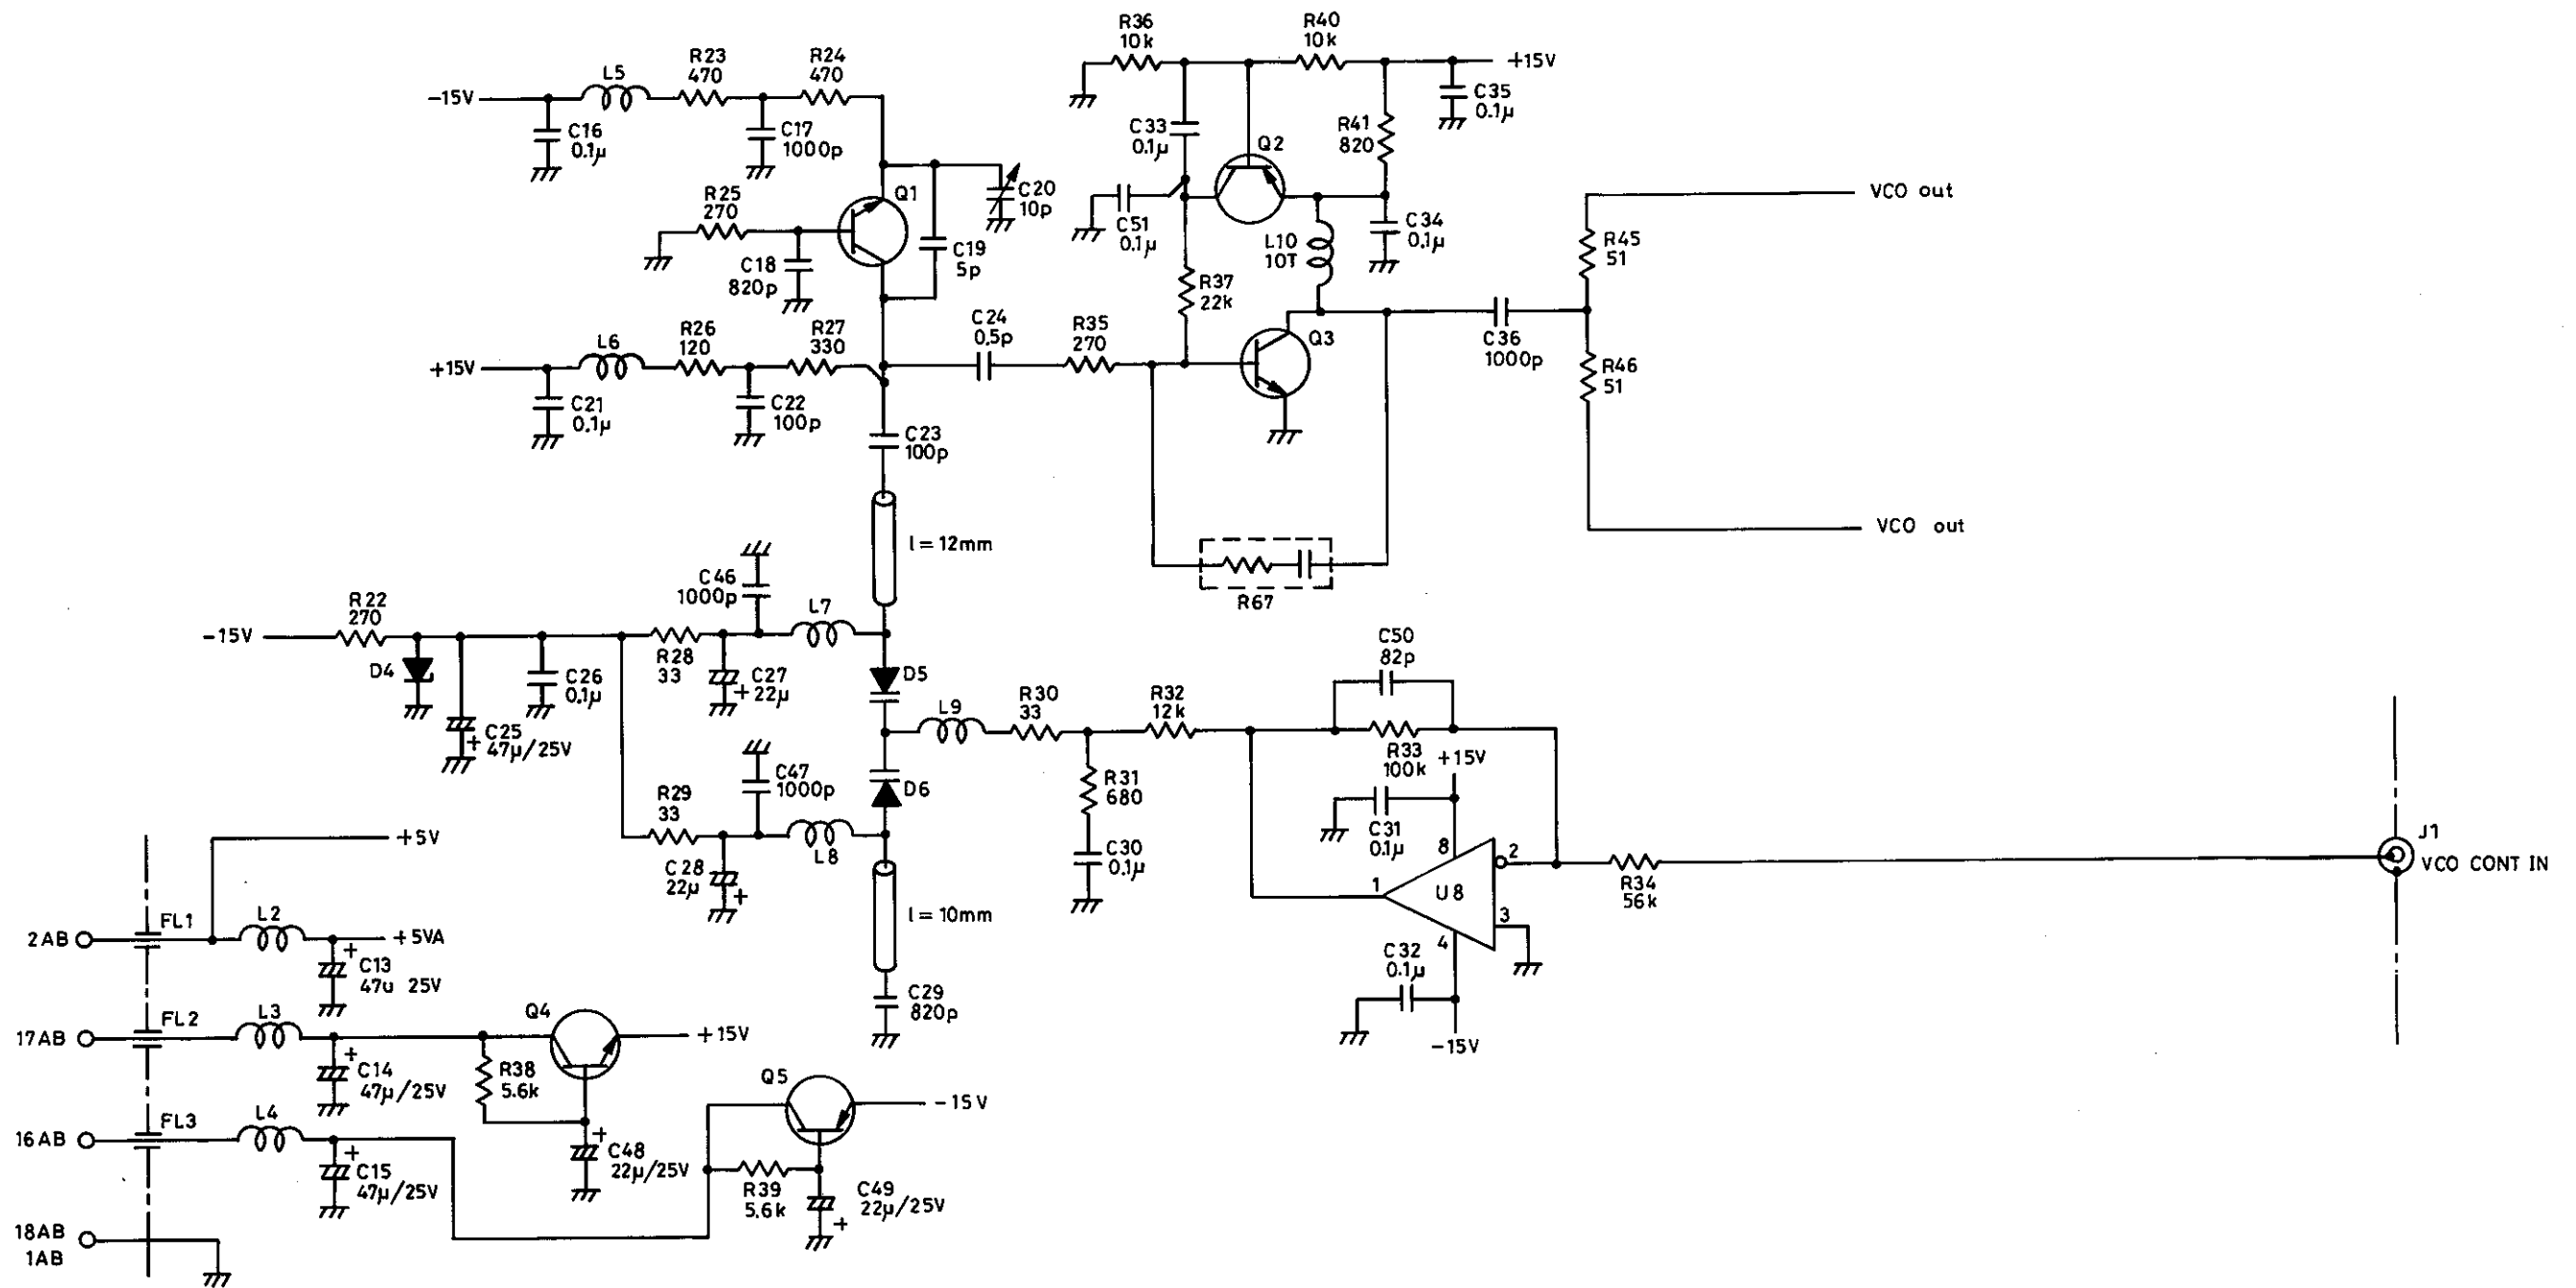 R36
10k
R40
10k
+15V
R23
470
R24
470
L5
-15V
C16
0.1µ
C17
1000p
C35
0.1µ
C33
0.1µ
R41
820
Q2
R25
270
Q1
C20
10p
C51
0.1µ
C34
0.1µ
L10
10T
C18
820p
C19
5p
VCO out
R45
51
R37
22k
C24
0.5p
R35
270
Q3
C36
1000p
R46
51
L6
R26
120
R27
330
+15V
C21
0.1µ
C22
100p
C23
100p
VCO out
l = 12mm
R67
C46
1000p
L7
R22
270
-15V
D4
R28
33
C27
+ 22µ
C26
0.1µ
C25
+ 47µ/25V
D5
L9
R30
33
R32
12k
C50
82p
R33
100k
+15V
C47
1000p
D6
R31
680
R29
33
L8
C28
22µ
+
C30
0.1µ
C31
0.1µ
8
2
1
U8
3
4
R34
56k
J1
VCO CONT IN
C32
0.1µ
-15V
l = 10mm
C29
820p
+5V
2AB
FL1
L2
+5VA
+
C13
47u 25V
17AB
FL2
L3
Q4
+15V
+
C14
47µ/25V
R38
5.6k
16AB
FL3
L4
Q5
-15V
+
C15
47µ/25V
+
C48
22µ/25V
R39
5.6k
C49
22µ/25V
+
18AB
1AB